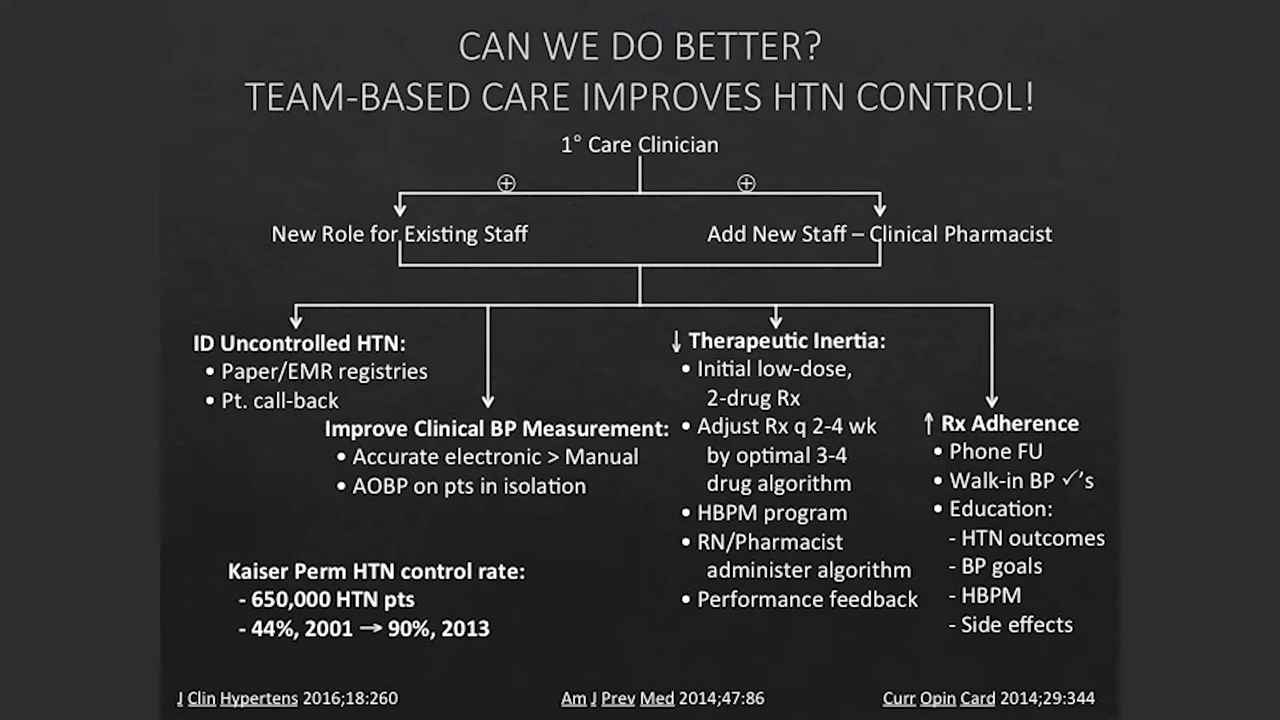 CAN WE DO BETTER?
TEAM-BASED CARE IMPROVES HTN CONTROL!
1° Care Clinician
⊕ ⊕
New Role for Existing Staff
Add New Staff – Clinical Pharmacist
ID Uncontrolled HTN:
• Paper/EMR registries
• Pt. call-back
Improve Clinical BP Measurement:
• Accurate electronic > Manual
• AOBP on pts in isolation
↓ Therapeutic Inertia:
• Initial low-dose,
2-drug Rx
• Adjust Rx q 2-4 wk
by optimal 3-4
drug algorithm
• HBPM program
• RN/Pharmacist
administer algorithm
• Performance feedback
↑ Rx Adherence
• Phone FU
• Walk-in BP ✓'s
• Education:
- HTN outcomes
- BP goals
- HBPM
- Side effects
Kaiser Perm HTN control rate:
- 650,000 HTN pts
- 44%, 2001 → 90%, 2013
J Clin Hypertens 2016;18:260
Am J Prev Med 2014;47:86
Curr Opin Card 2014;29:344